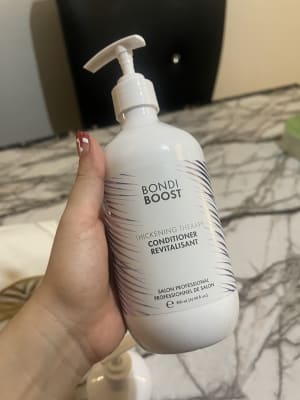 BONDI
BOOST
THICKENING THERAPY
CONDITIONER
REVITALISANT
SALON PROFESSIONAL
PROFESSIONNEL DE SALON